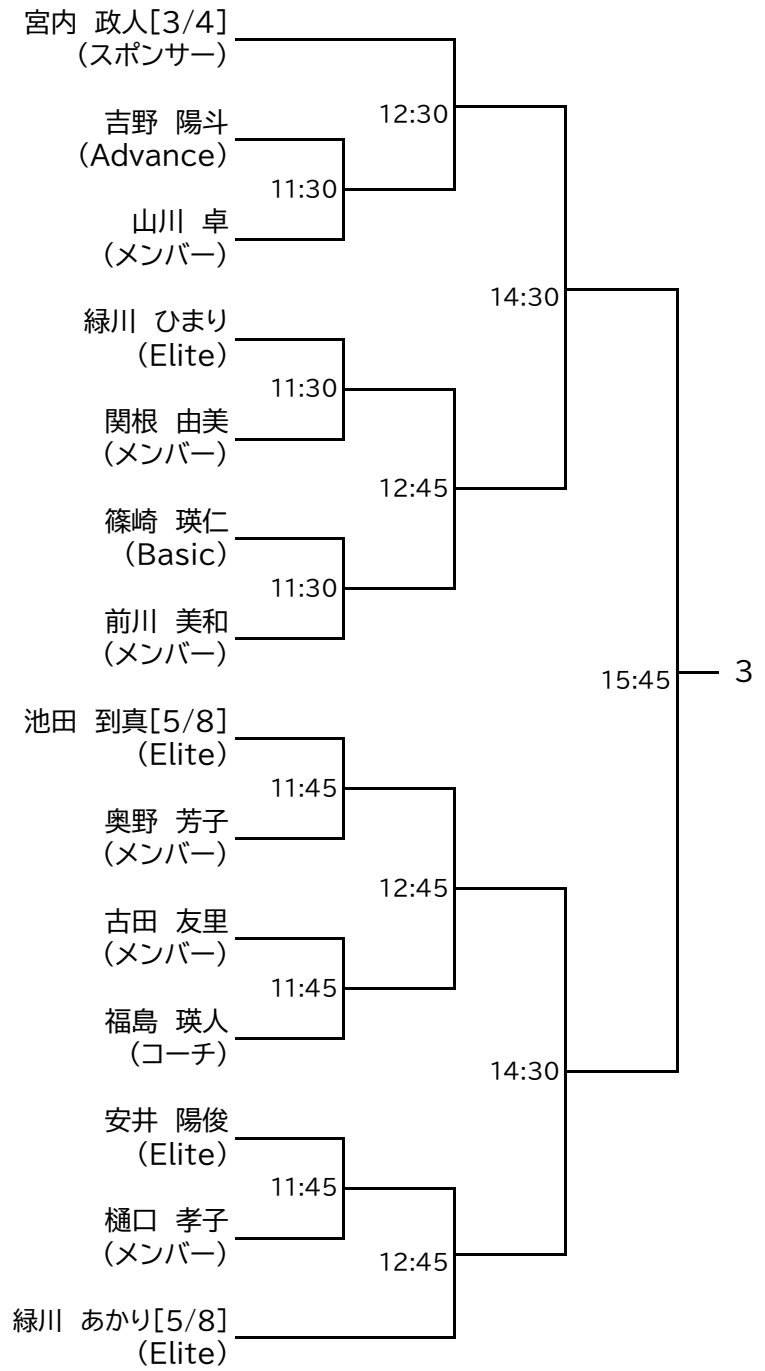 宮内 政人[3/4]
(スポンサー)
12:30
吉野 陽斗
(Advance)
11:30
山川 卓
(メンバー)
14:30
緑川 ひまり
(Elite)
11:30
関根 由美
(メンバー)
12:45
篠崎 瑛仁
(Basic)
11:30
前川 美和
(メンバー)
15:45
3
池田 到真[5/8]
(Elite)
11:45
奥野 芳子
(メンバー)
12:45
古田 友里
(メンバー)
11:45
福島 瑛人
(コーチ)
14:30
安井 陽俊
(Elite)
11:45
樋口 孝子
(メンバー)
12:45
緑川 あかり[5/8]
(Elite)